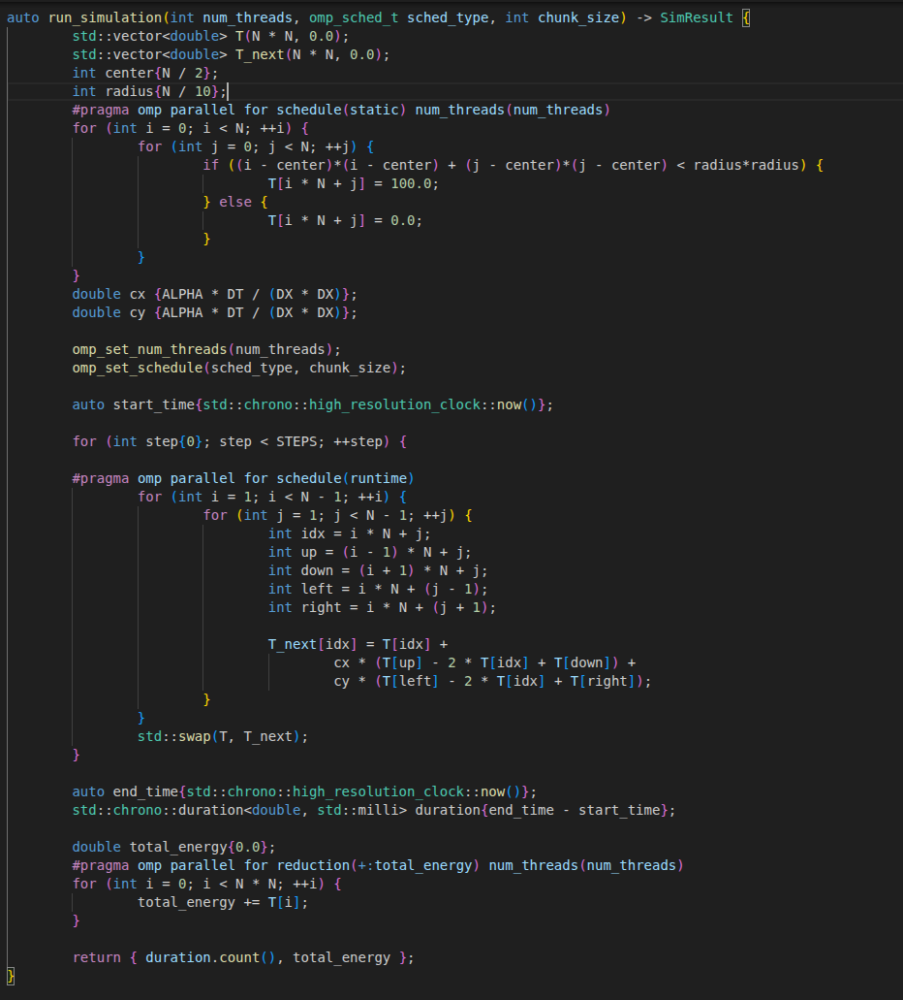 auto run_simulation(int num_threads, omp_sched_t sched_type, int chunk_size) -> SimResult {
        std::vector<double> T(N * N, 0.0);
        std::vector<double> T_next(N * N, 0.0);
        int center{N / 2};
        int radius{N / 10};
        #pragma omp parallel for schedule(static) num_threads(num_threads)
        for (int i = 0; i < N; ++i) {
                for (int j = 0; j < N; ++j) {
                        if ((i - center)*(i - center) + (j - center)*(j - center) < radius*radius) {
                                T[i * N + j] = 100.0;
                        } else {
                                T[i * N + j] = 0.0;
                        }
                }
        }
        double cx {ALPHA * DT / (DX * DX)};
        double cy {ALPHA * DT / (DX * DX)};

        omp_set_num_threads(num_threads);
        omp_set_schedule(sched_type, chunk_size);

        auto start_time{std::chrono::high_resolution_clock::now()};

        for (int step{0}; step < STEPS; ++step) {

        #pragma omp parallel for schedule(runtime)
                for (int i = 1; i < N - 1; ++i) {
                        for (int j = 1; j < N - 1; ++j) {
                                int idx = i * N + j;
                                int up = (i - 1) * N + j;
                                int down = (i + 1) * N + j;
                                int left = i * N + (j - 1);
                                int right = i * N + (j + 1);

                                T_next[idx] = T[idx] +
                                        cx * (T[up] - 2 * T[idx] + T[down]) +
                                        cy * (T[left] - 2 * T[idx] + T[right]);
                        }
                }
                std::swap(T, T_next);
        }

        auto end_time{std::chrono::high_resolution_clock::now()};
        std::chrono::duration<double, std::milli> duration{end_time - start_time};

        double total_energy{0.0};
        #pragma omp parallel for reduction(+:total_energy) num_threads(num_threads)
        for (int i = 0; i < N * N; ++i) {
                total_energy += T[i];
        }

        return { duration.count(), total_energy };
}